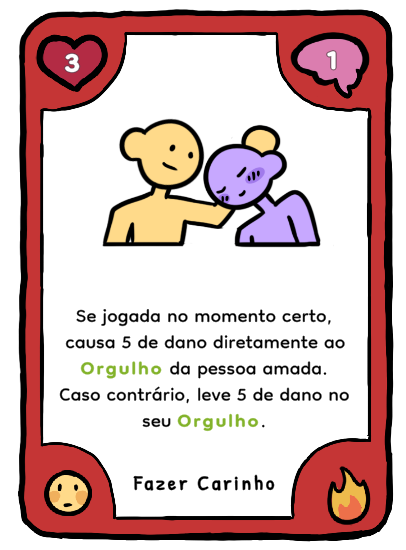 3
1
Se jogada no momento certo,
causa 5 de dano diretamente ao
Orgulho da pessoa amada.
Caso contrário, leve 5 de dano no
seu Orgulho.
Fazer Carinho